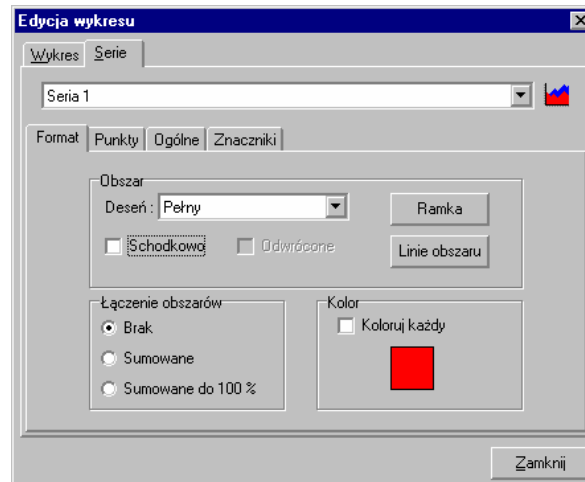 Edycja wykresu
Wykres Serie
Seria 1
Format Punkty Ogólne Znaczniki
Obszar
Deseń : Pełny
Ramka
Schodkowo Odwrócone
Linie obszaru
Łączenie obszarów
Kolor
Brak
Koloruj każdy
Sumowane
Sumowane do 100 %
Zamknij